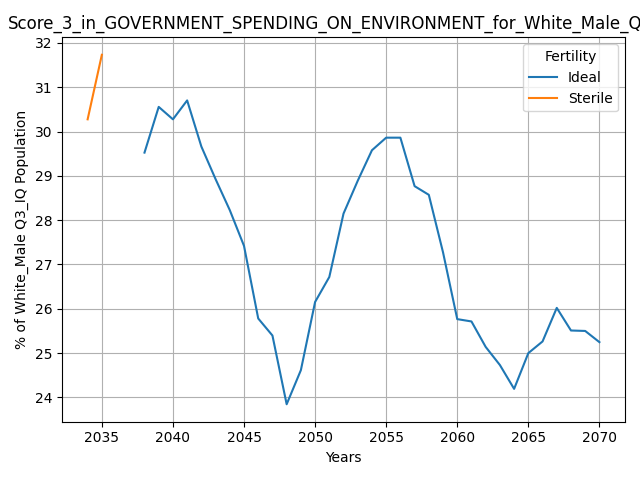 Score_3_in_GOVERNMENT_SPENDING_ON_ENVIRONMENT_for_White_Male_Q
32
31
30
29
28
27
26
25
24
% of White_Male Q3_IQ Population
Fertility
Ideal
Sterile
2035 2040 2045 2050 2055 2060 2065 2070
Years